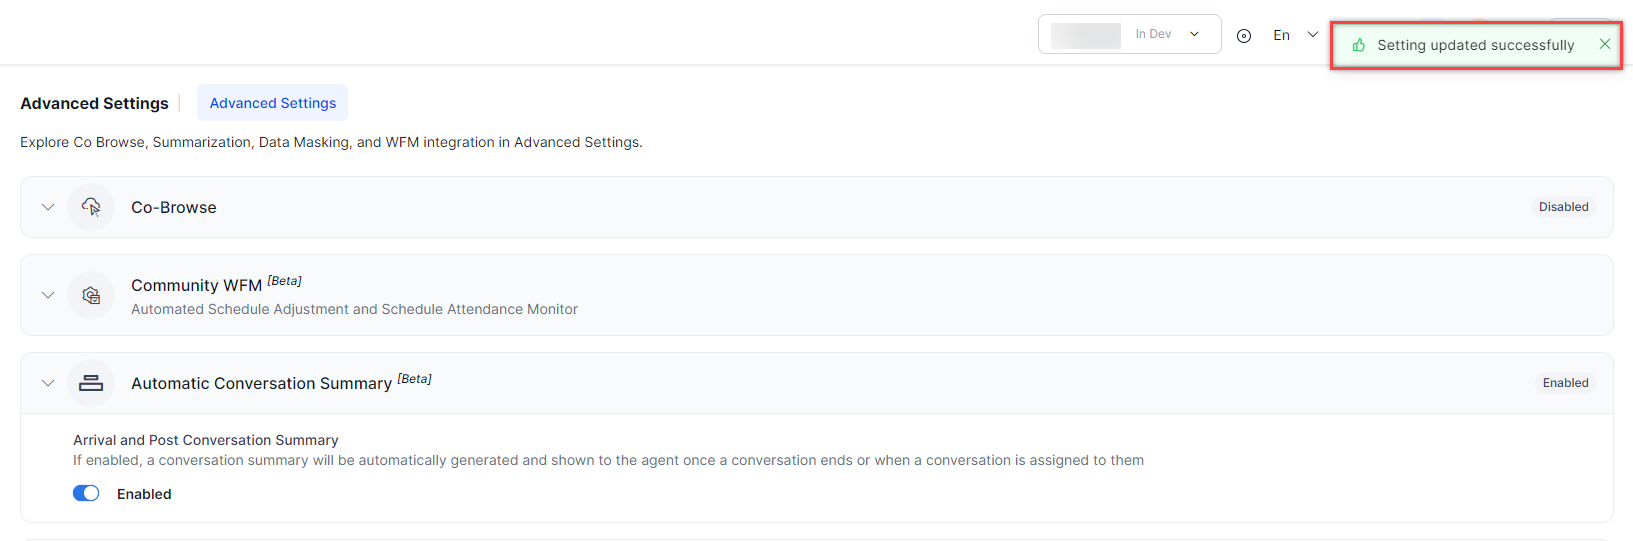 In Dev
En
Setting updated successfully
Advanced Settings
Advanced Settings
Explore Co Browse, Summarization, Data Masking, and WFM integration in Advanced Settings.
Co-Browse
Disabled
Community WFM [Beta]
Automated Schedule Adjustment and Schedule Attendance Monitor
Automatic Conversation Summary [Beta]
Enabled
Arrival and Post Conversation Summary
If enabled, a conversation summary will be automatically generated and shown to the agent once a conversation ends or when a conversation is assigned to them
Enabled